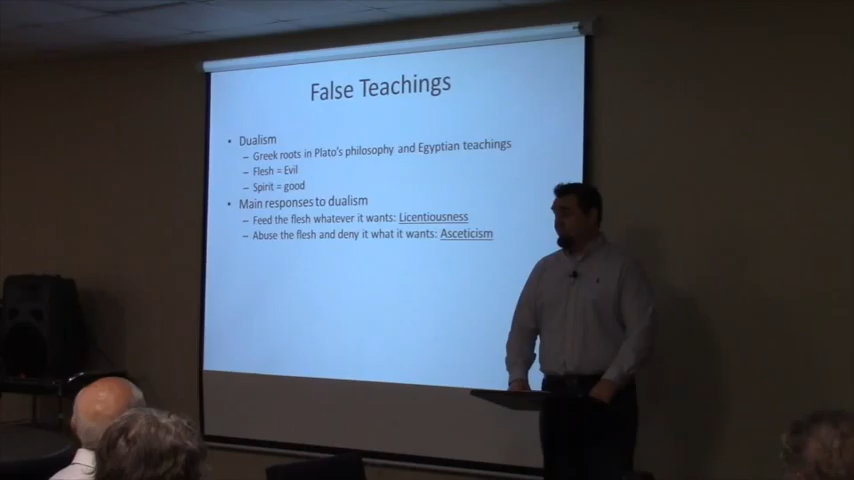 False Teachings
• Dualism
– Greek roots in Plato's philosophy and Egyptian teachings
– Flesh = Evil
– Spirit = good
• Main responses to dualism
– Feed the flesh whatever it wants: Licentiousness
– Abuse the flesh and deny it what it wants: Asceticism